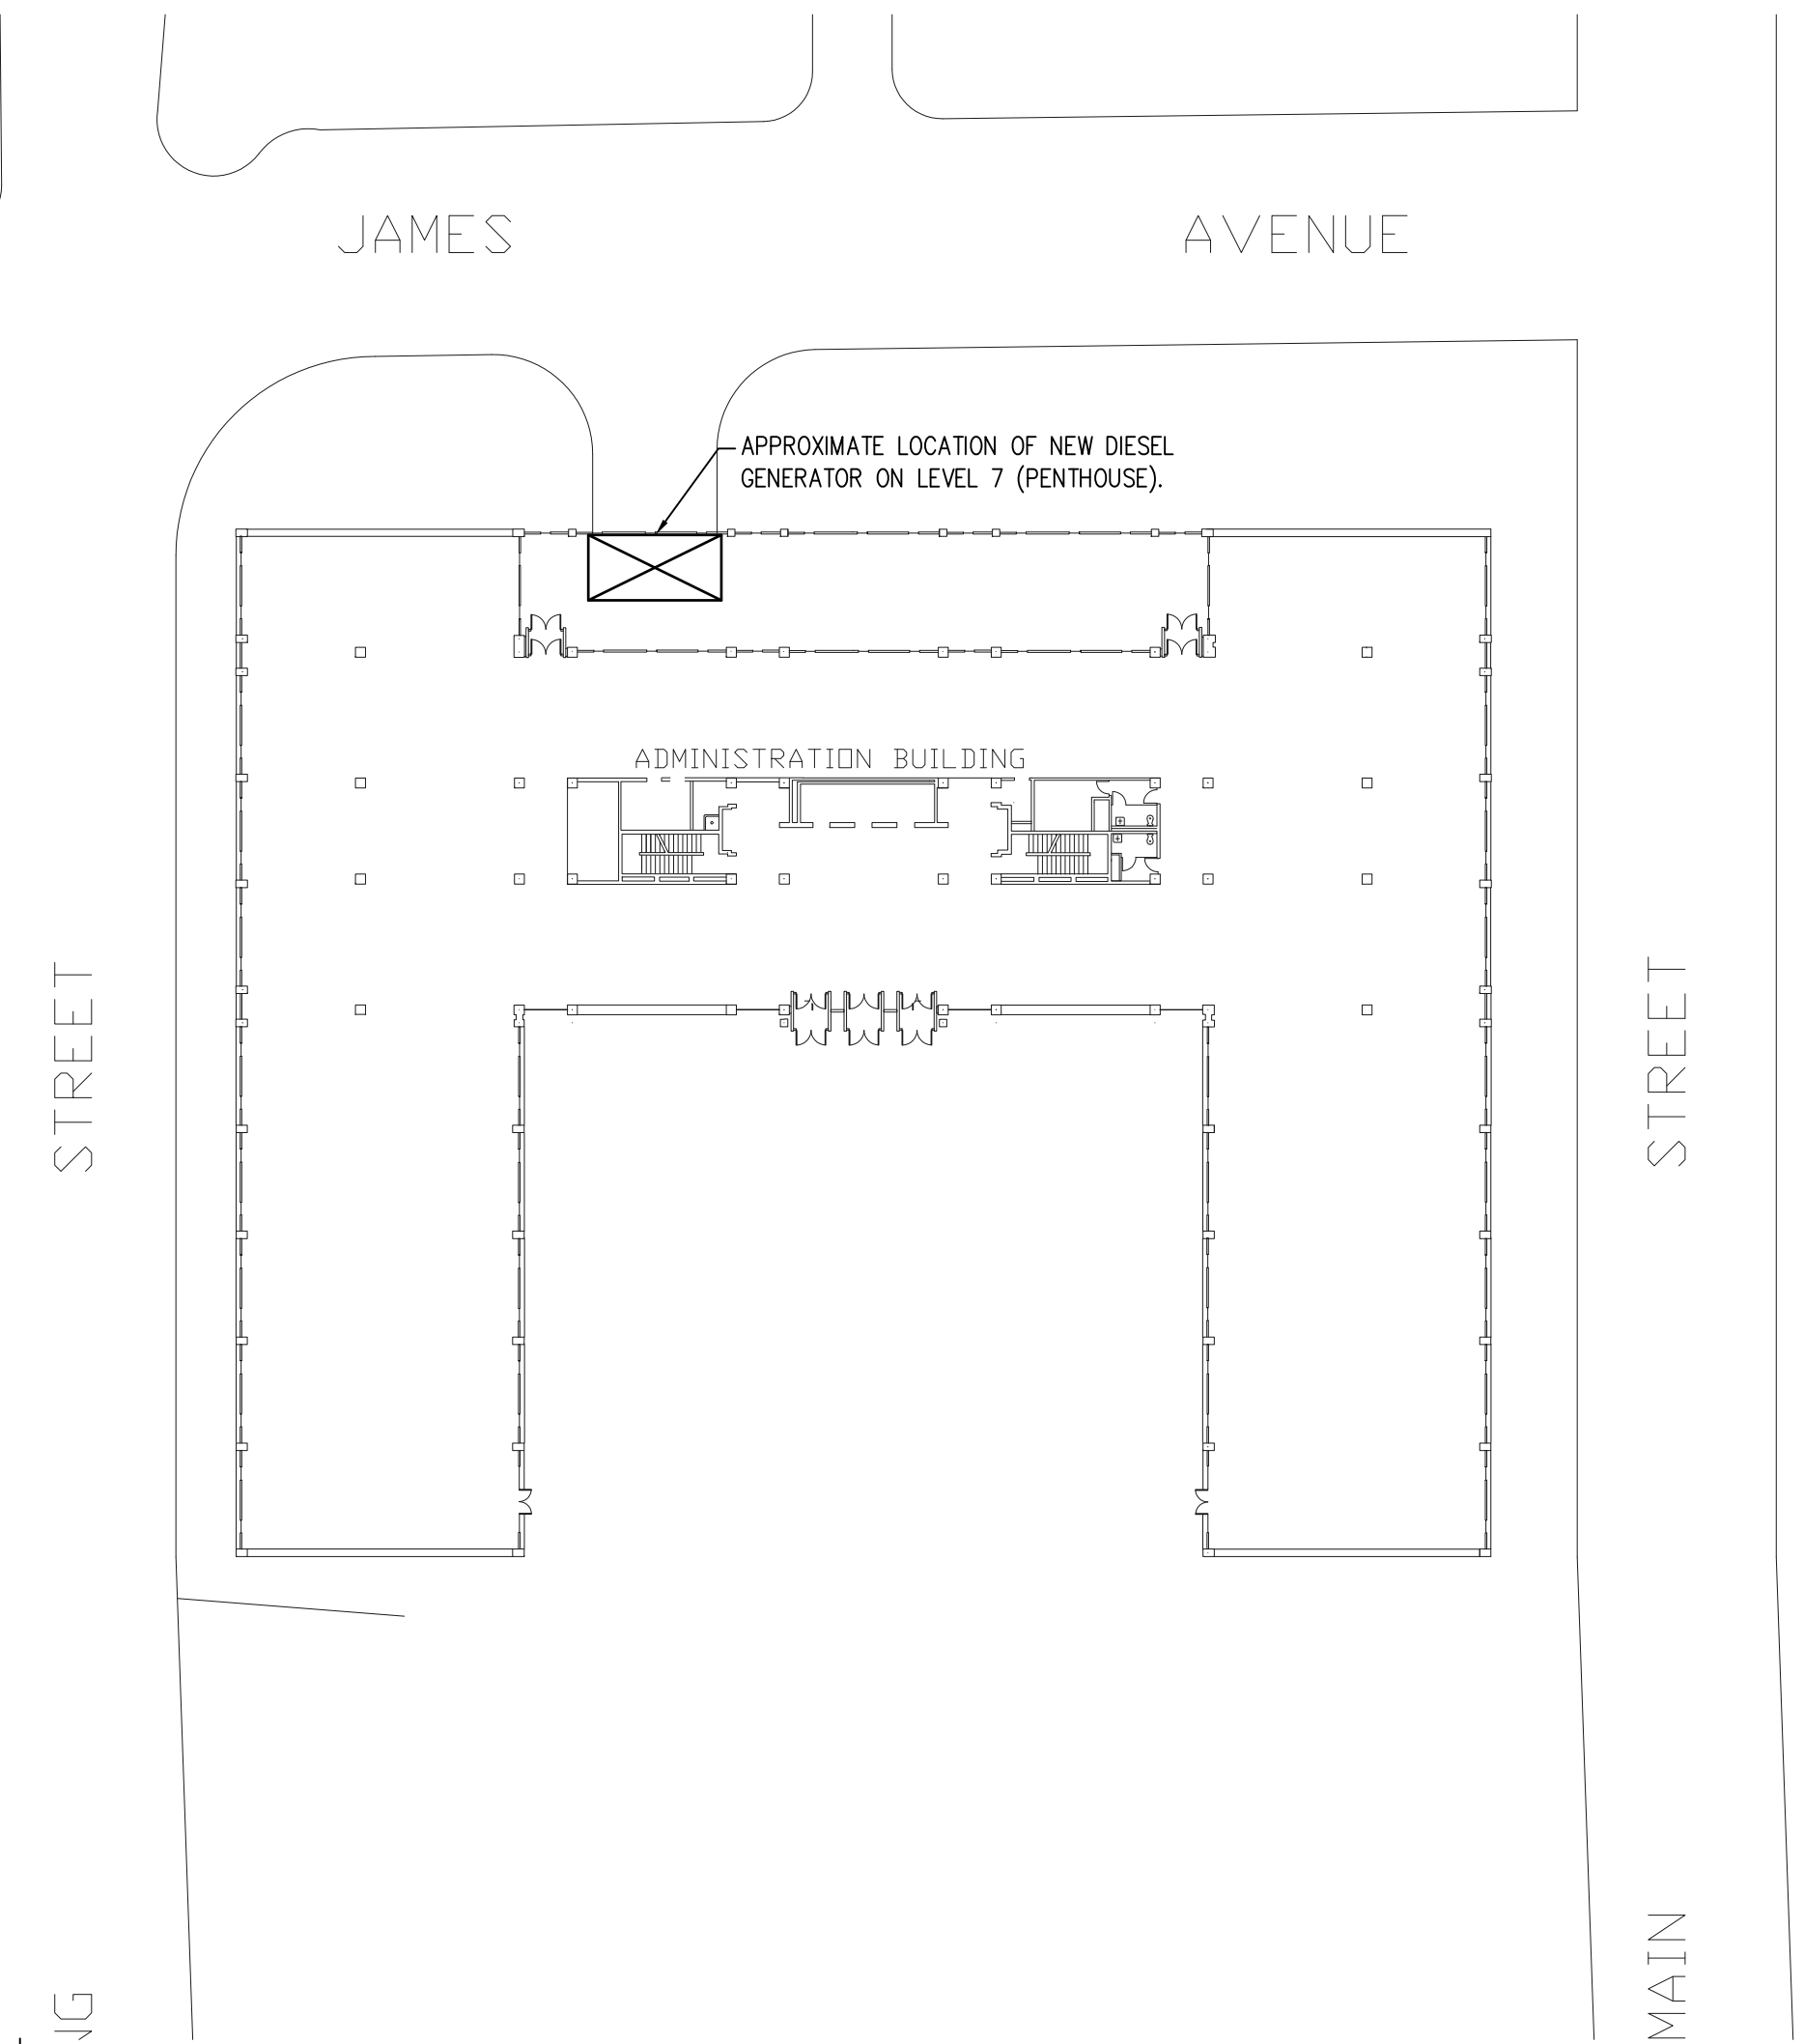 JAMES AVENUE
APPROXIMATE LOCATION OF NEW DIESEL
GENERATOR ON LEVEL 7 (PENTHOUSE).
ADMINISTRATION BUILDING
STREET
STREET
MAIN